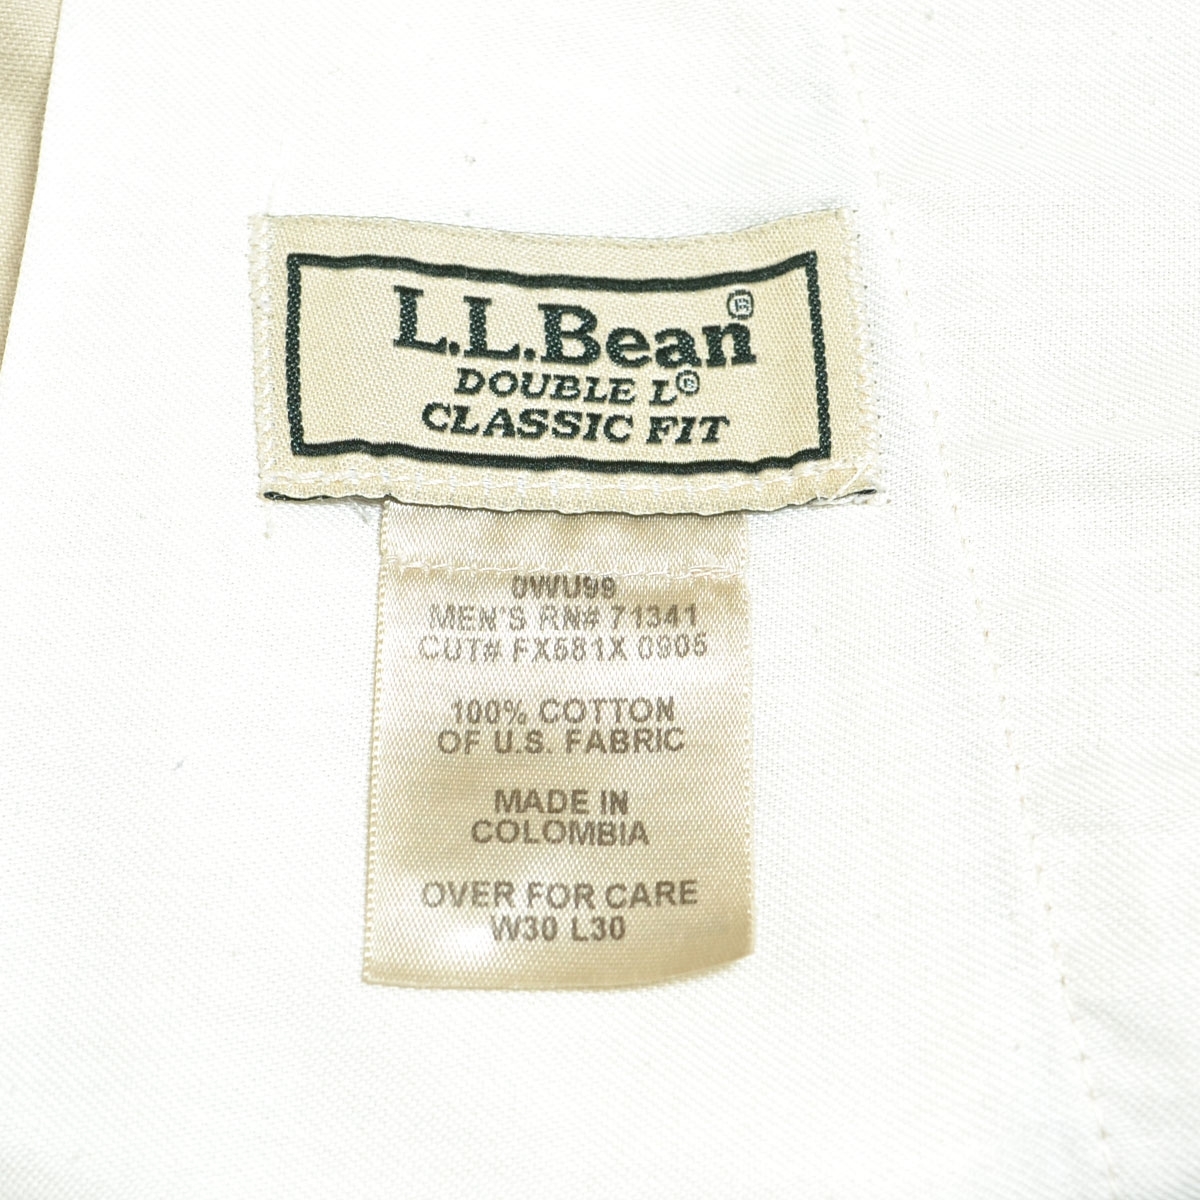 L.L.Bean®
DOUBLE L®
CLASSIC FIT
0WU99
MEN'S RN# 71341
CUT# FX581X 0905
100% COTTON
OF U.S. FABRIC
MADE IN
COLOMBIA
OVER FOR CARE
W30 L30